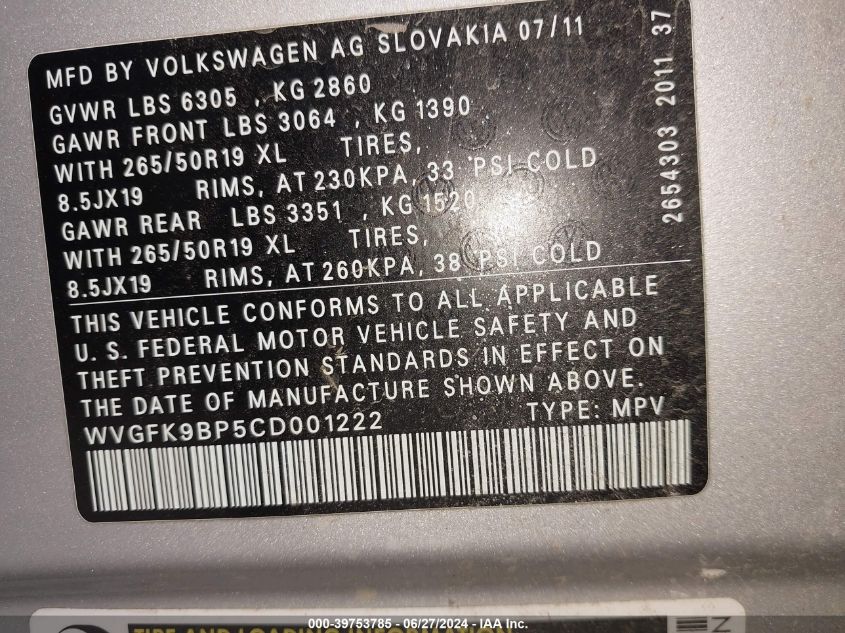 MFD BY VOLKSWAGEN AG SLOVAKIA 07/11
GVWR LBS 6305 , KG 2860
GAWR FRONT LBS 3064 , KG 1390
WITH 265/50R19 XL TIRES,
8.5JX19 RIMS, AT 230KPA, 33 PSI COLD
GAWR REAR LBS 3351 , KG 1520
WITH 265/50R19 XL TIRES,
8.5JX19 RIMS, AT 260KPA, 38 PSI COLD
THIS VEHICLE CONFORMS TO ALL APPLICABLE
U. S. FEDERAL MOTOR VEHICLE SAFETY AND
THEFT PREVENTION STANDARDS IN EFFECT ON
THE DATE OF MANUFACTURE SHOWN ABOVE.
WVGFK9BP5CD001222 TYPE: MPV
2654303 2011 37
TIRE AND LOADING INFORMATION
000-39753785 - 06/27/2024 - IAA Inc.